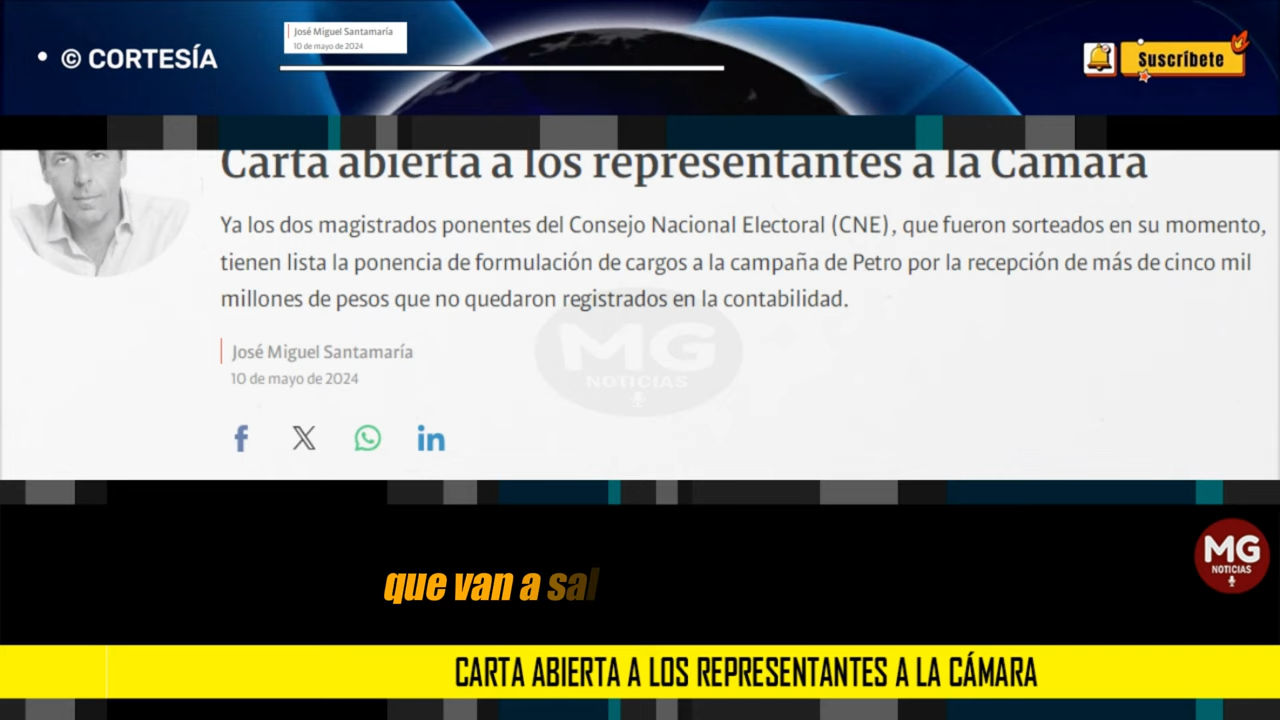 José Miguel Santamaría
10 de mayo de 2024
• © CORTESÍA
Suscríbete
Carta abierta a los representantes a la Cámara
Ya los dos magistrados ponentes del Consejo Nacional Electoral (CNE), que fueron sorteados en su momento,
tienen lista la ponencia de formulación de cargos a la campaña de Petro por la recepción de más de cinco mil
millones de pesos que no quedaron registrados en la contabilidad.
MG
NOTICIAS
José Miguel Santamaría
10 de mayo de 2024
MG
NOTICIAS
que van a sal
CARTA ABIERTA A LOS REPRESENTANTES A LA CÁMARA